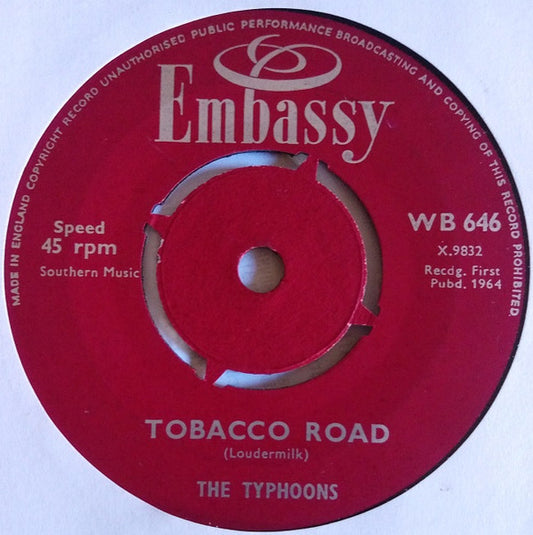 MADE IN ENGLAND COPYRIGHT RECORD UNAUTHORISED PUBLIC PERFORMANCE BROADCASTING AND COPYING OF THIS RECORD PROHIBITED
Embassy
Speed
45 rpm
Southern Music
WB 646
X.9832
Recdg. First
Pubd. 1964
TOBACCO ROAD
(Loudermilk)
THE TYPHOONS